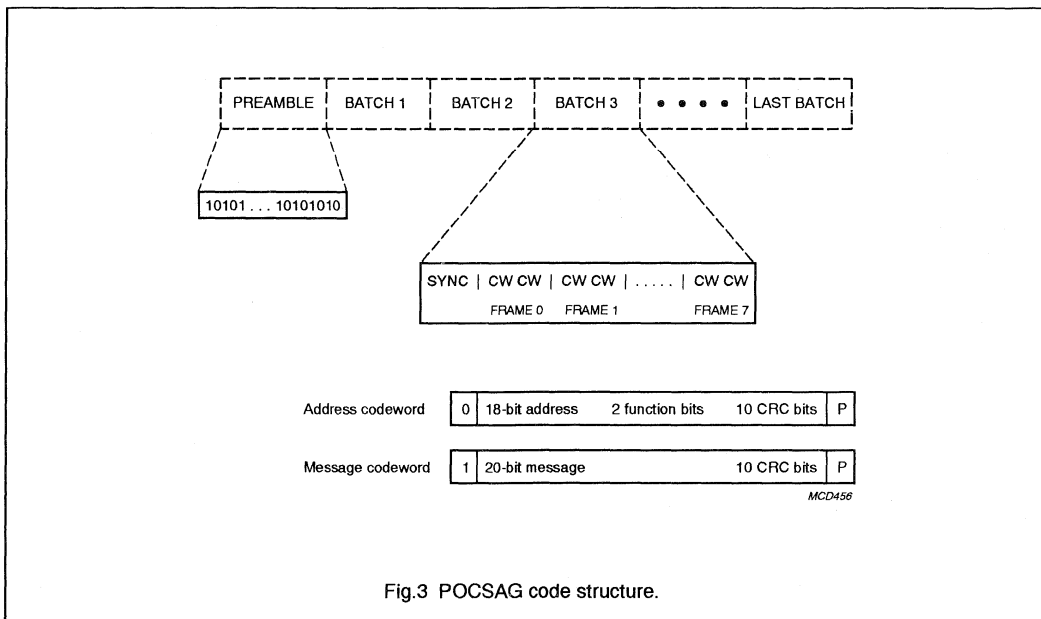 PREAMBLE BATCH 1 BATCH 2 BATCH 3 • • • • LAST BATCH
10101 . . . 10101010
SYNC | CW CW | CW CW | . . . . . | CW CW
FRAME 0 FRAME 1 FRAME 7
Address codeword 0 18-bit address 2 function bits 10 CRC bits P
Message codeword 1 20-bit message 10 CRC bits P
MCD456
Fig.3 POCSAG code structure.